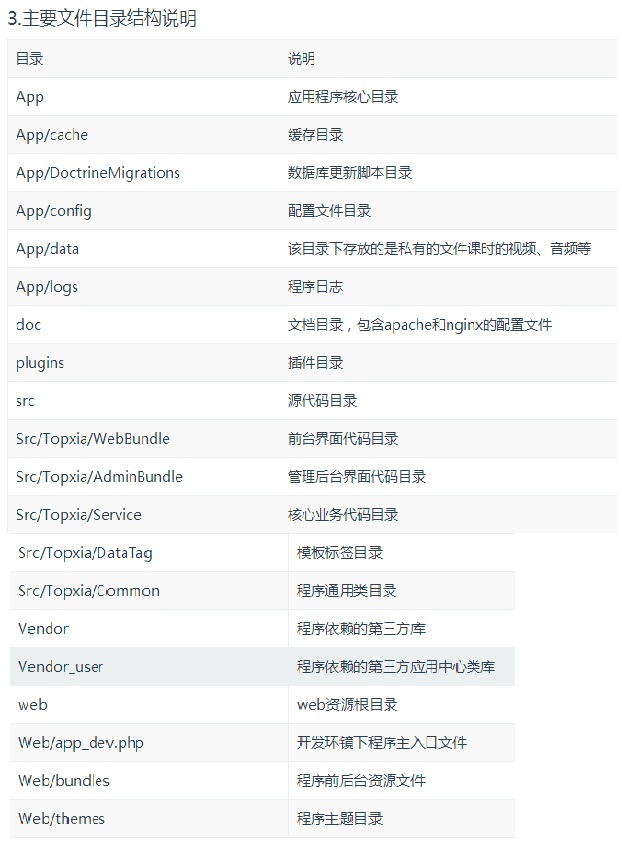 3.主要文件目录结构说明
目录 说明
App 应用程序核心目录
App/cache 缓存目录
App/DoctrineMigrations 数据库更新脚本目录
App/config 配置文件目录
App/data 该目录下存放的是私有的文件课时的视频、音频等
App/logs 程序日志
doc 文档目录，包含apache和nginx的配置文件
plugins 插件目录
src 源代码目录
Src/Topxia/WebBundle 前台界面代码目录
Src/Topxia/AdminBundle 管理后台界面代码目录
Src/Topxia/Service 核心业务代码目录
Src/Topxia/DataTag 模板标签目录
Src/Topxia/Common 程序通用类目录
Vendor 程序依赖的第三方库
Vendor_user 程序依赖的第三方应用中心类库
web web资源根目录
Web/app_dev.php 开发环镜下程序主入口文件
Web/bundles 程序前后台资源文件
Web/themes 程序主题目录